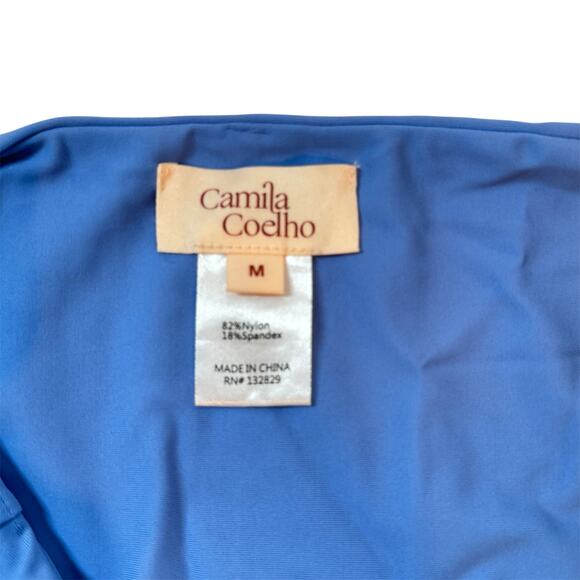 Camila
Coelho
M
82%Nylon
18%Spandex
MADE IN CHINA
RN# 132829